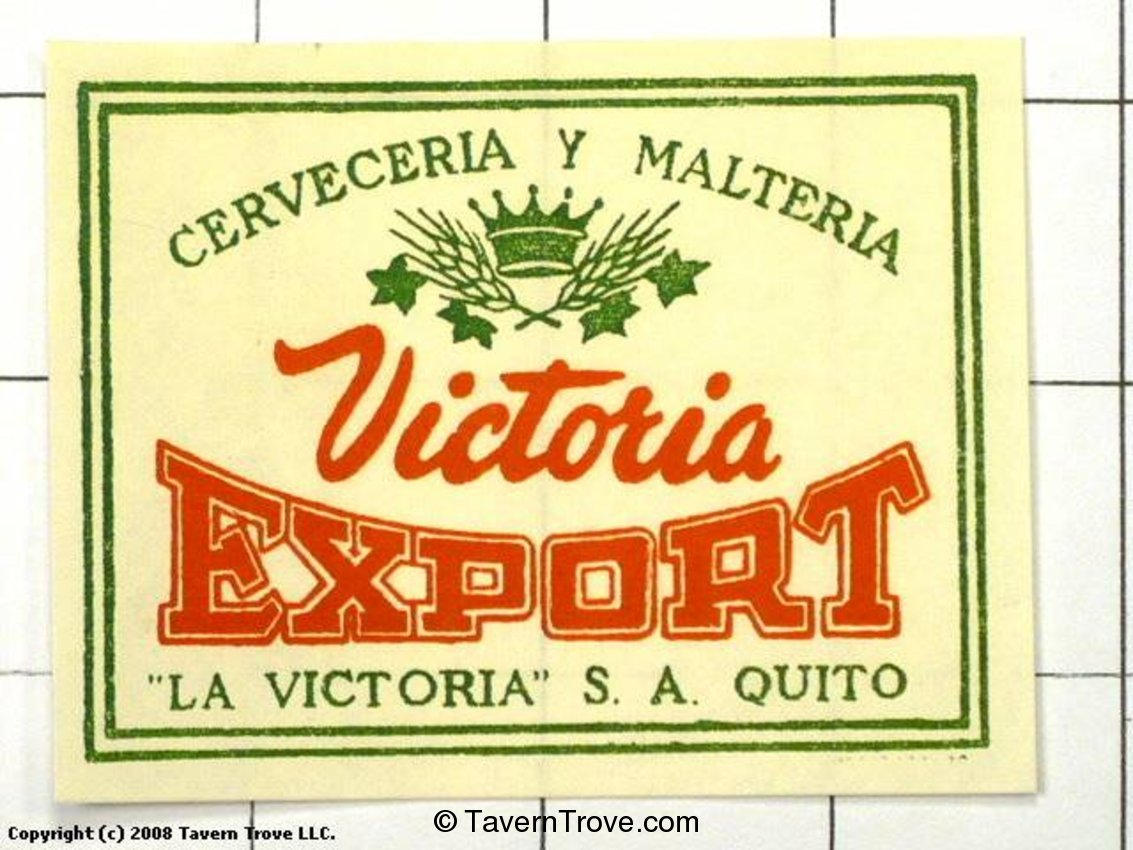 CERVECERIA Y MALTERIA
Victoria
EXPORT
"LA VICTORIA" S. A. QUITO
Copyright (c) 2008 Tavern Trove LLC.
© TavernTrove.com